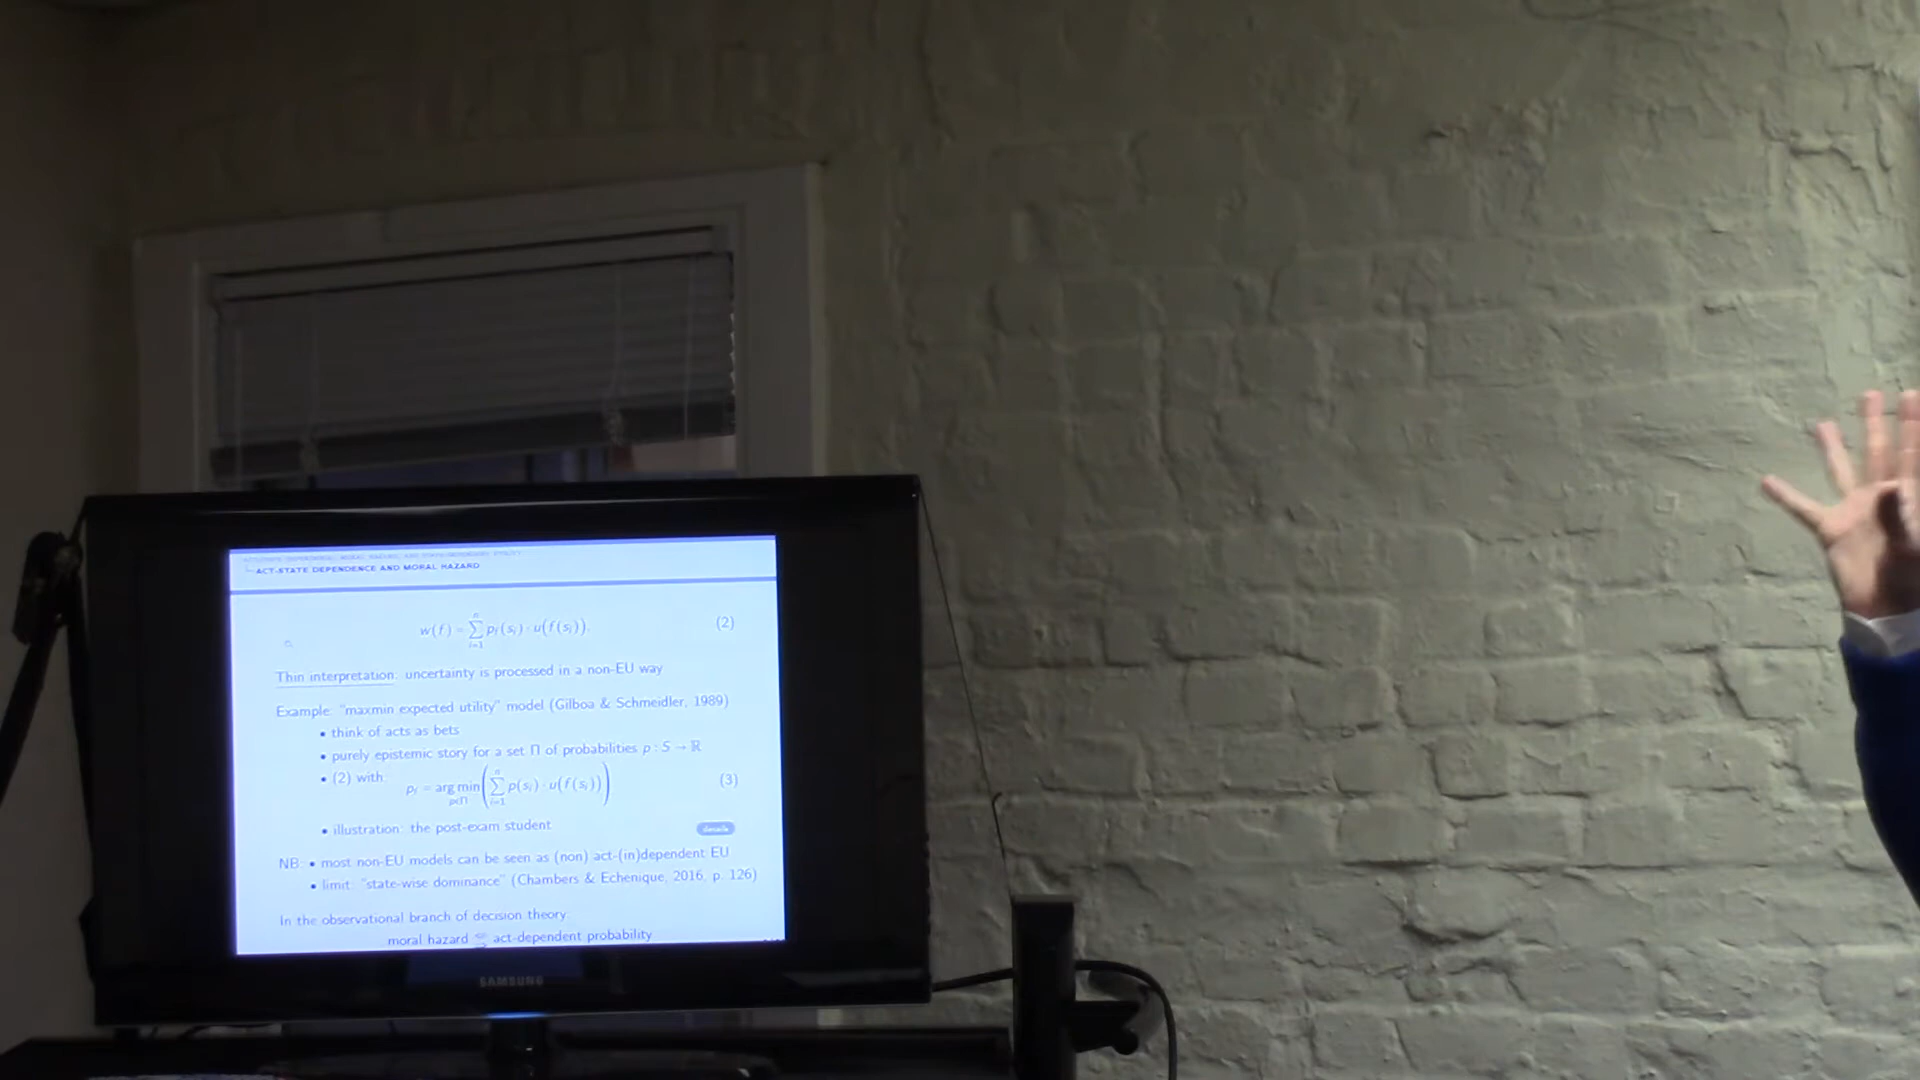 ACT-STATE DEPENDENCE AND MORAL HAZARD
w(f) = ∑_{i=1}^{n} p_f(s_i) · u(f(s_i)). (2)
Thin interpretation: uncertainty is processed in a non-EU way
Example: “maxmin expected utility” model (Gilboa & Schmeidler, 1989)
• think of acts as bets
• purely epistemic story for a set Π of probabilities p : S → ℝ
• (2) with:
p_f = arg min_{p∈Π} (∑_{i=1}^{n} p(s_i) · u(f(s_i))) (3)
• illustration: the post-exam student
details
NB: • most non-EU models can be seen as (non) act-(in)dependent EU
• limit: “state-wise dominance” (Chambers & Echenique, 2016, p. 126)
In the observational branch of decision theory:
moral hazard act-dependent probability
SAMSUNG